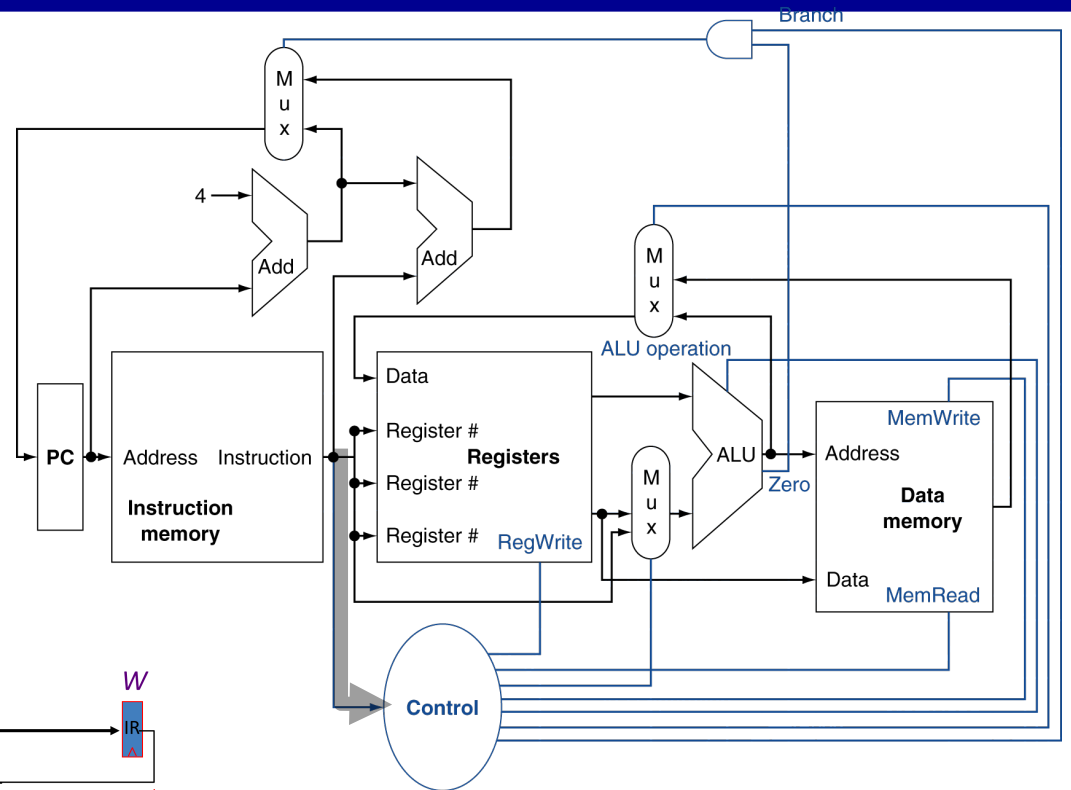 Branch
M
u
x
4
Add
Add
M
u
x
ALU operation
Data
Register #
Registers
Register #
Register #
RegWrite
PC
Address
Instruction
Instruction
memory
M
u
x
ALU
Zero
MemWrite
Address
Data
memory
Data
MemRead
Control
W
IR